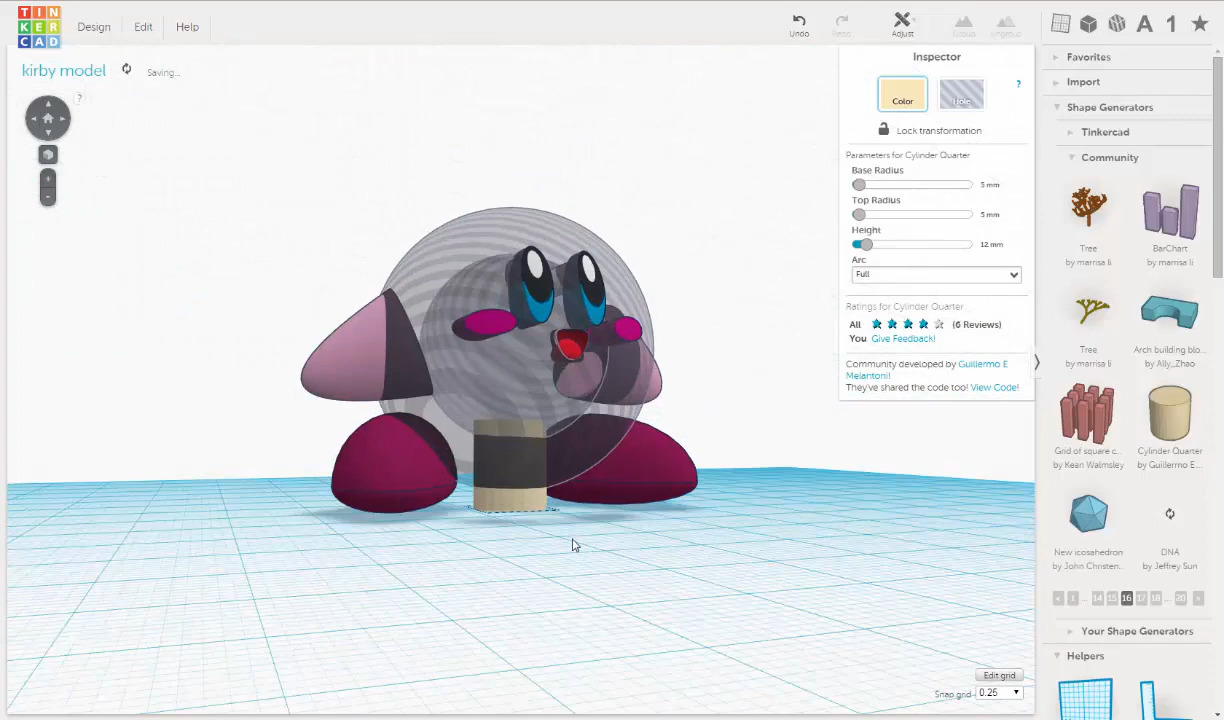 TIN
KER
CAD
Design
Edit
Help
Undo
Redo
Adjust
Group
Ungroup
A
1
kirby model
Saving...
?
+
-
Inspector
Color
Hole
?
Lock transformation
Parameters for Cylinder Quarter
Base Radius
5 mm
Top Radius
5 mm
Height
12 mm
Arc
Full
Ratings for Cylinder Quarter
All
(6 Reviews)
You Give Feedback!
Community developed by Guillermo E
Melantoni!
They've shared the code too! View Code!
Favorites
Import
Shape Generators
Tinkercad
Community
Tree
by marisa li
BarChart
by marisa li
Tree
by marisa li
Arch building blo...
by Ally_Zhao
Grid of square c...
by Kean Walmsley
Cylinder Quarter
by Guillermo E...
New icosahedron
by John Christen...
DNA
by Jeffrey Sun
« 1 ... 14 15 16 17 18 ... 20 »
Your Shape Generators
Helpers
Edit grid
Snap grid 0.25